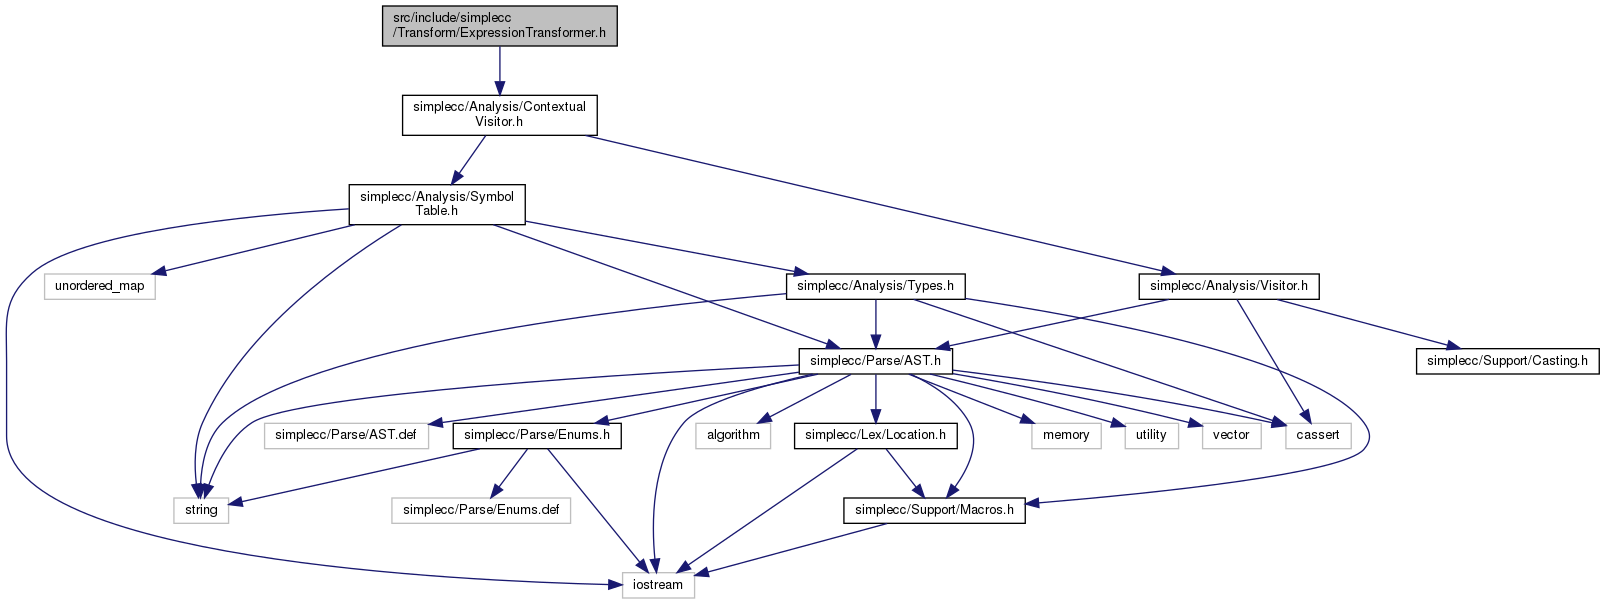 src/include/simplecc
/Transform/ExpressionTransformer.h
simplecc/Analysis/Contextual
Visitor.h
simplecc/Analysis/Symbol
Table.h
unordered_map
simplecc/Analysis/Types.h
simplecc/Analysis/Visitor.h
simplecc/Parse/AST.h
simplecc/Support/Casting.h
simplecc/Parse/AST.def
simplecc/Parse/Enums.h
algorithm
simplecc/Lex/Location.h
memory
utility
vector
cassert
string
simplecc/Parse/Enums.def
simplecc/Support/Macros.h
iostream